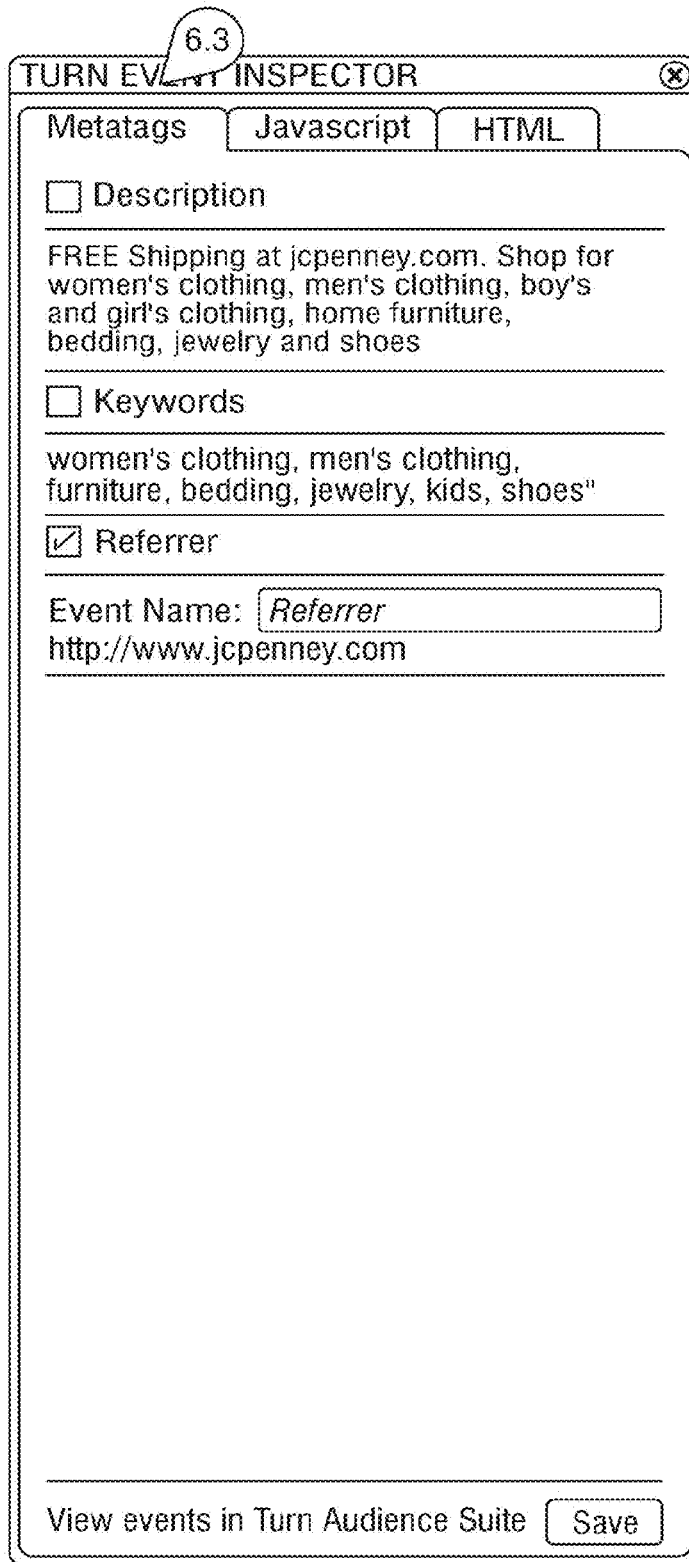 6.3
TURN EVENT INSPECTOR
Metatags Javascript HTML
Description
FREE Shipping at jcpenney.com. Shop for
women's clothing, men's clothing, boy's
and girl's clothing, home furniture,
bedding, jewelry and shoes
Keywords
women's clothing, men's clothing,
furniture, bedding, jewelry, kids, shoes"
Referrer
Event Name: Referrer
http://www.jcpenney.com
View events in Turn Audience Suite Save